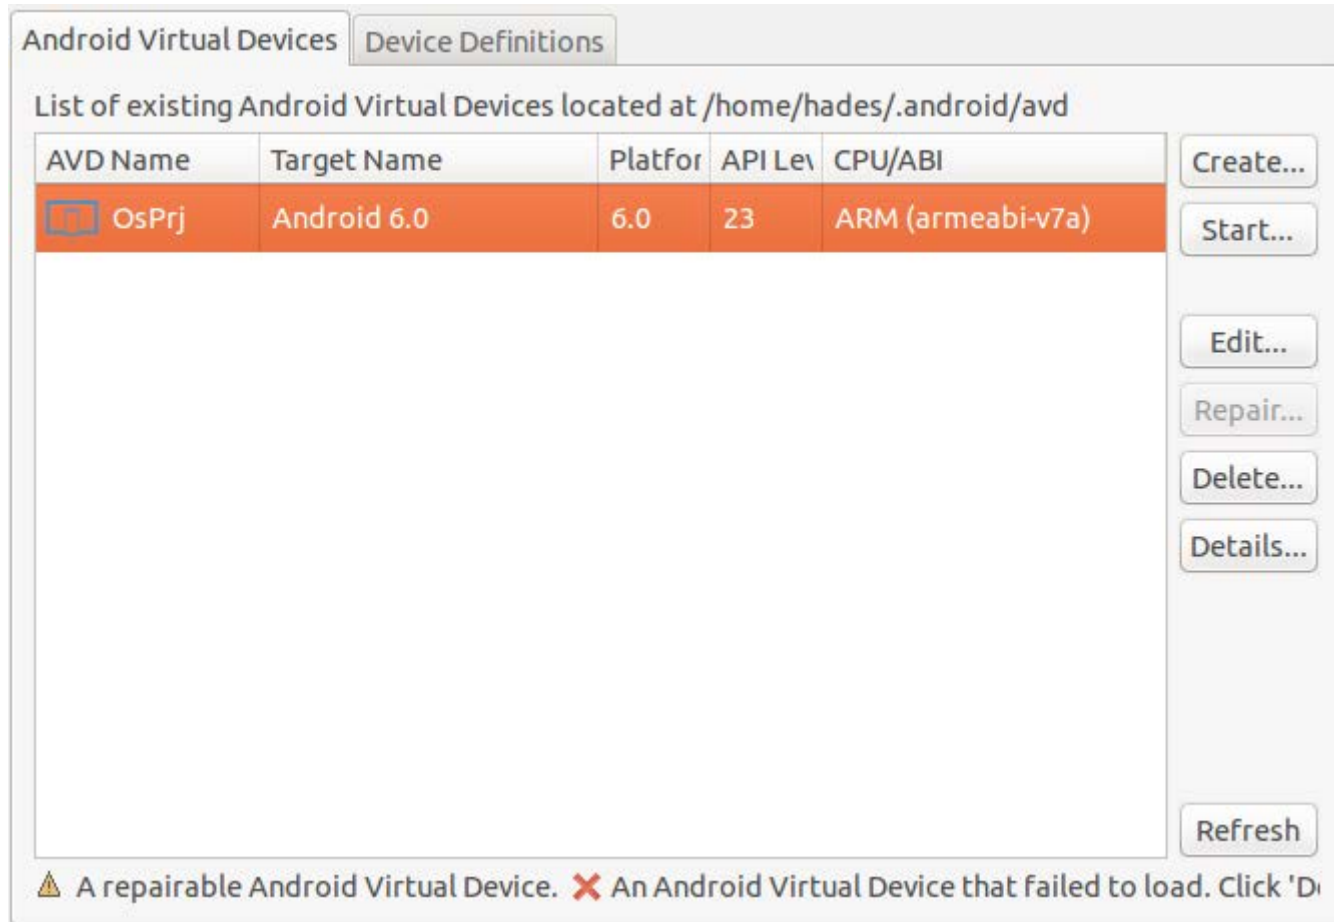 Android Virtual Devices Device Definitions
List of existing Android Virtual Devices located at /home/hades/.android/avd
AVD Name Target Name Platfor API Lev CPU/ABI
OsPrj Android 6.0 6.0 23 ARM (armeabi-v7a)
Create...
Start...
Edit...
Repair...
Delete...
Details...
Refresh
A repairable Android Virtual Device. An Android Virtual Device that failed to load. Click 'D